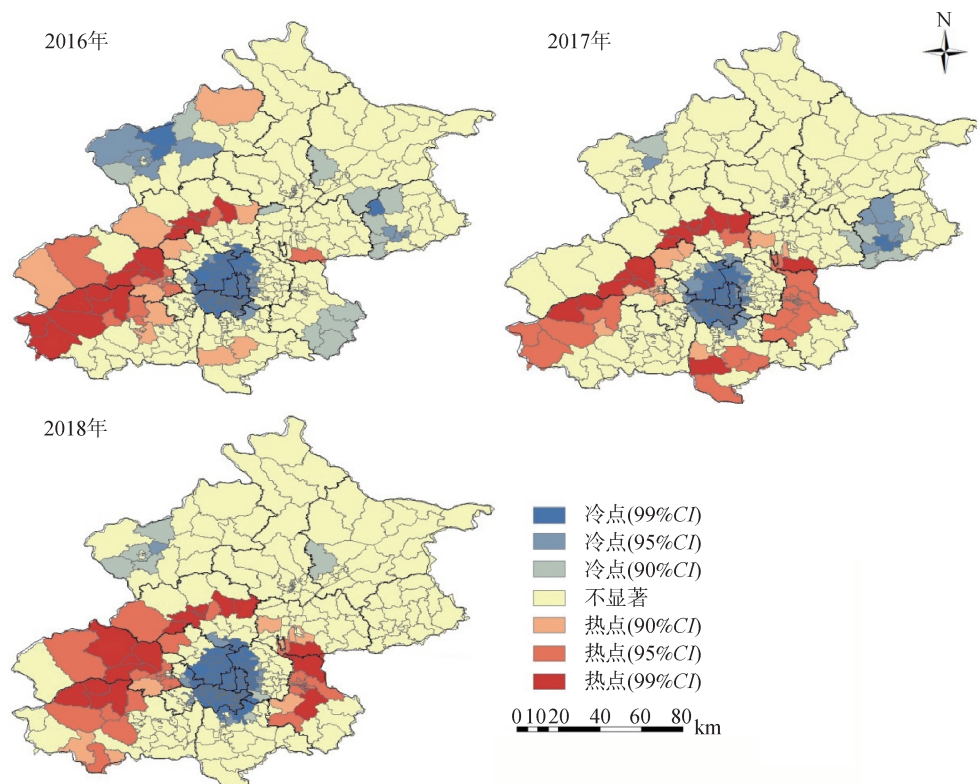 2016年
2017年
N
2018年
冷点(99%CI)
冷点(95%CI)
冷点(90%CI)
不显著
热点(90%CI)
热点(95%CI)
热点(99%CI)
0 10 20 40 60 80 km